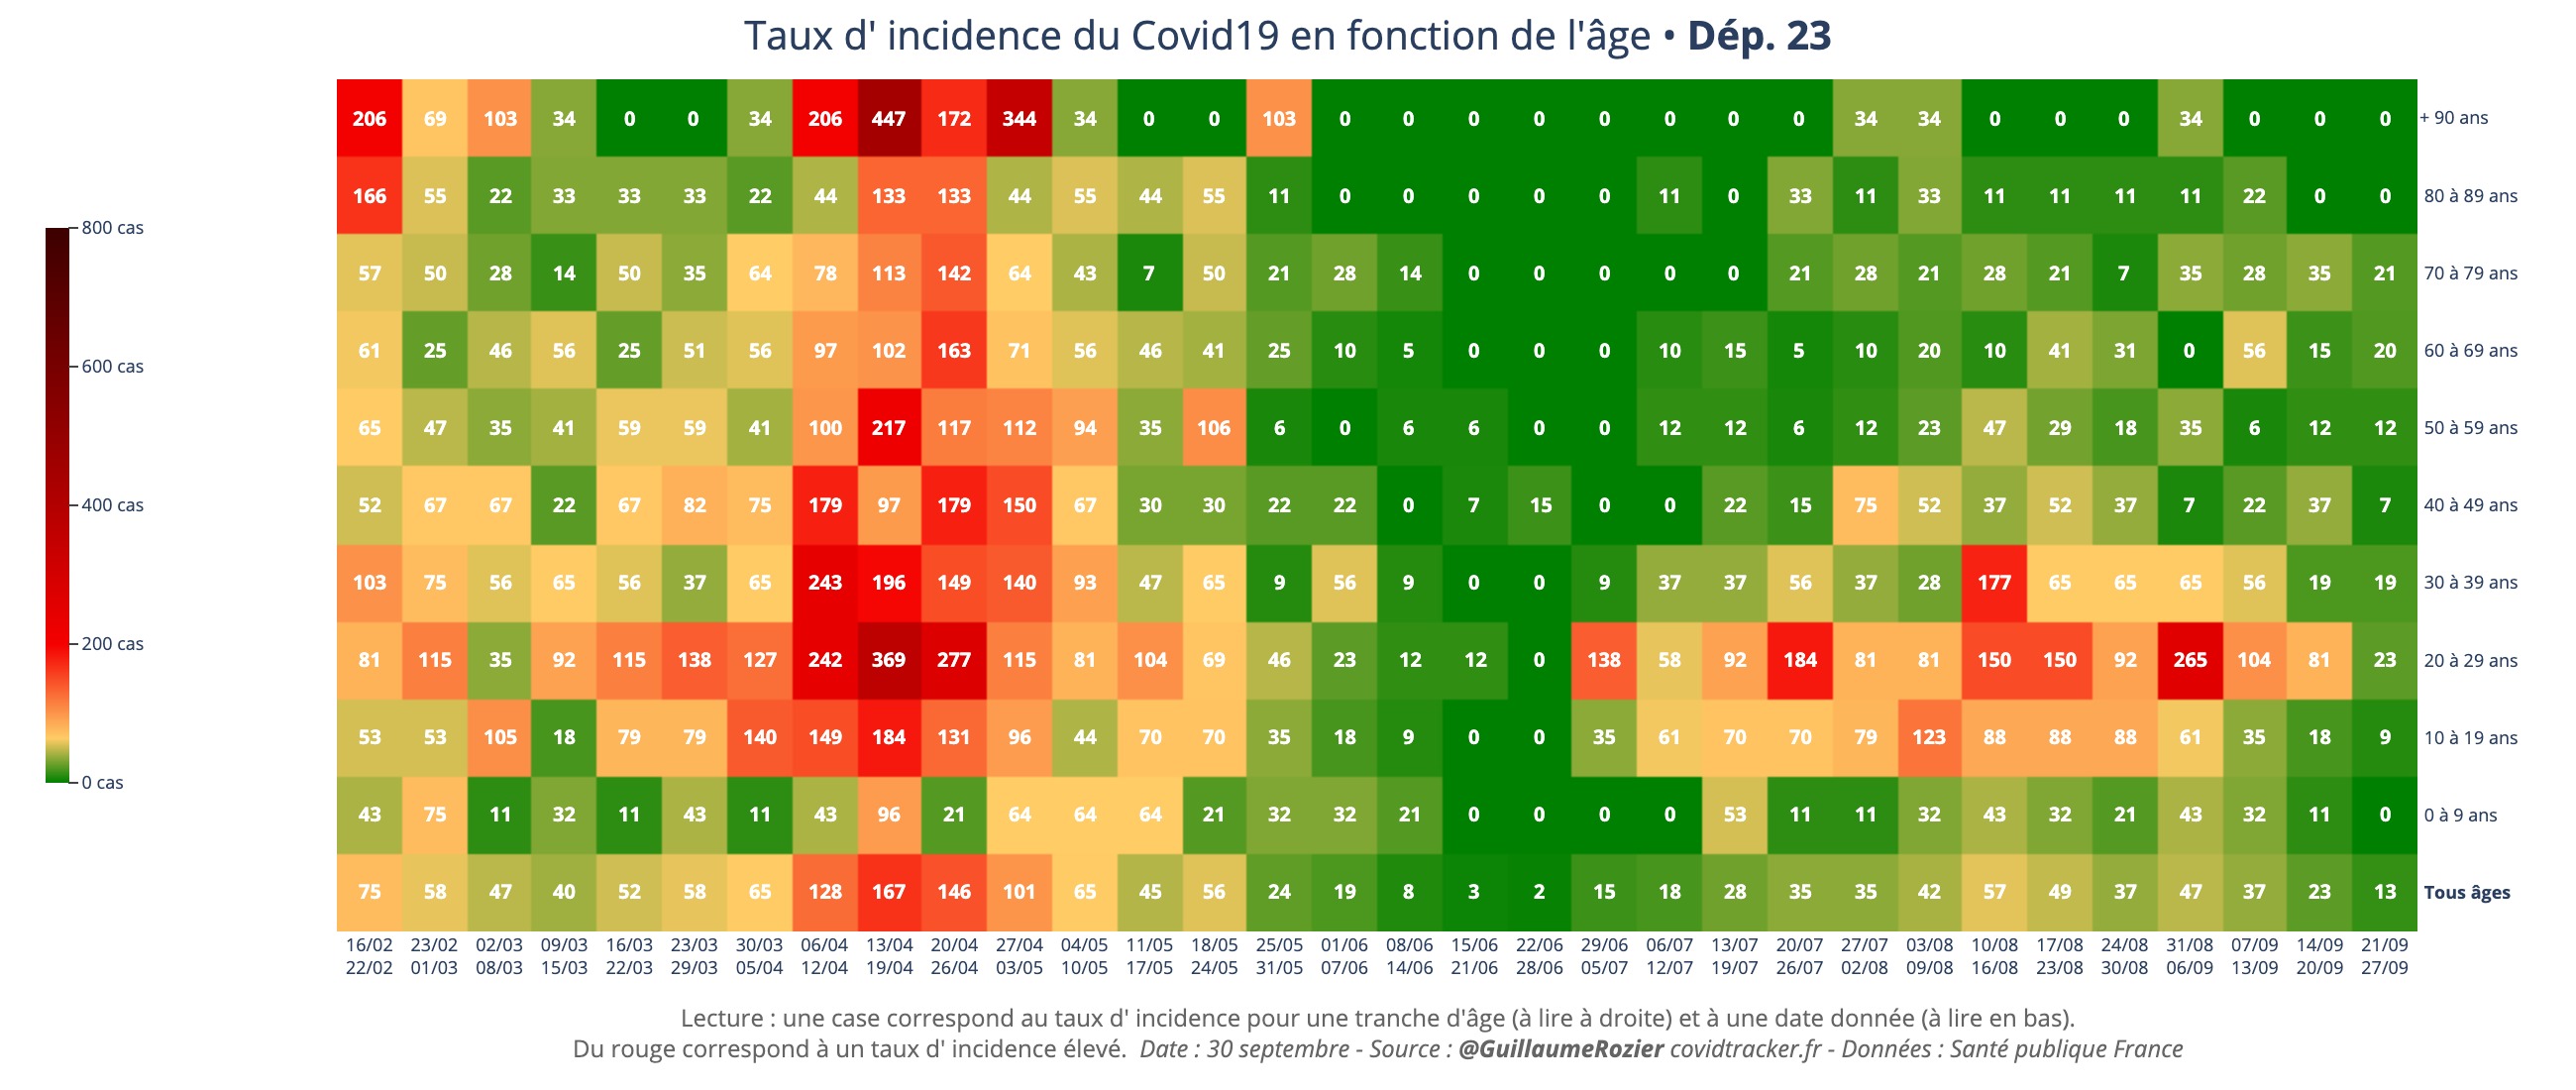 Taux d' incidence du Covid19 en fonction de l'âge • Dép. 23
800 cas
600 cas
400 cas
200 cas
0 cas
206 69 103 34 0 0 34 206 447 172 344 34 0 0 103 0 0 0 0 0 0 0 0 34 34 0 0 0 34 0 0 0 + 90 ans
166 55 22 33 33 33 22 44 133 133 44 55 44 55 11 0 0 0 0 0 11 0 33 11 33 11 11 11 11 22 0 0 80 à 89 ans
57 50 28 14 50 35 64 78 113 142 64 43 7 50 21 28 14 0 0 0 0 0 21 28 21 28 21 7 35 28 35 21 70 à 79 ans
61 25 46 56 25 51 56 97 102 163 71 56 46 41 25 10 5 0 0 0 10 15 5 10 20 10 41 31 0 56 15 20 60 à 69 ans
65 47 35 41 59 59 41 100 217 117 112 94 35 106 6 0 6 6 0 0 12 12 6 12 23 47 29 18 35 6 12 12 50 à 59 ans
52 67 67 22 67 82 75 179 97 179 150 67 30 30 22 22 0 7 15 0 0 22 15 75 52 37 52 37 7 22 37 7 40 à 49 ans
103 75 56 65 56 37 65 243 196 149 140 93 47 65 9 56 9 0 0 9 37 37 56 37 28 177 65 65 65 56 19 19 30 à 39 ans
81 115 35 92 115 138 127 242 369 277 115 81 104 69 46 23 12 12 0 138 58 92 184 81 81 150 150 92 265 104 81 23 20 à 29 ans
53 53 105 18 79 79 140 149 184 131 96 44 70 70 35 18 9 0 0 35 61 70 70 79 123 88 88 88 61 35 18 9 10 à 19 ans
43 75 11 32 11 43 11 43 96 21 64 64 64 21 32 32 21 0 0 0 0 53 11 11 32 43 32 21 43 32 11 0 0 à 9 ans
75 58 47 40 52 58 65 128 167 146 101 65 45 56 24 19 8 3 2 15 18 28 35 35 42 57 49 37 47 37 23 13 Tous âges
16/02 23/02 02/03 09/03 16/03 23/03 30/03 06/04 13/04 20/04 27/04 04/05 11/05 18/05 25/05 01/06 08/06 15/06 22/06 29/06 06/07 13/07 20/07 27/07 03/08 10/08 17/08 24/08 31/08 07/09 14/09 21/09
22/02 01/03 08/03 15/03 22/03 29/03 05/04 12/04 19/04 26/04 03/05 10/05 17/05 24/05 31/05 07/06 14/06 21/06 28/06 05/07 12/07 19/07 26/07 02/08 09/08 16/08 23/08 30/08 06/09 13/09 20/09 27/09
Lecture : une case correspond au taux d' incidence pour une tranche d'âge (à lire à droite) et à une date donnée (à lire en bas).
Du rouge correspond à un taux d' incidence élevé. Date : 30 septembre - Source : @GuillaumeRozier covidtracker.fr - Données : Santé publique France